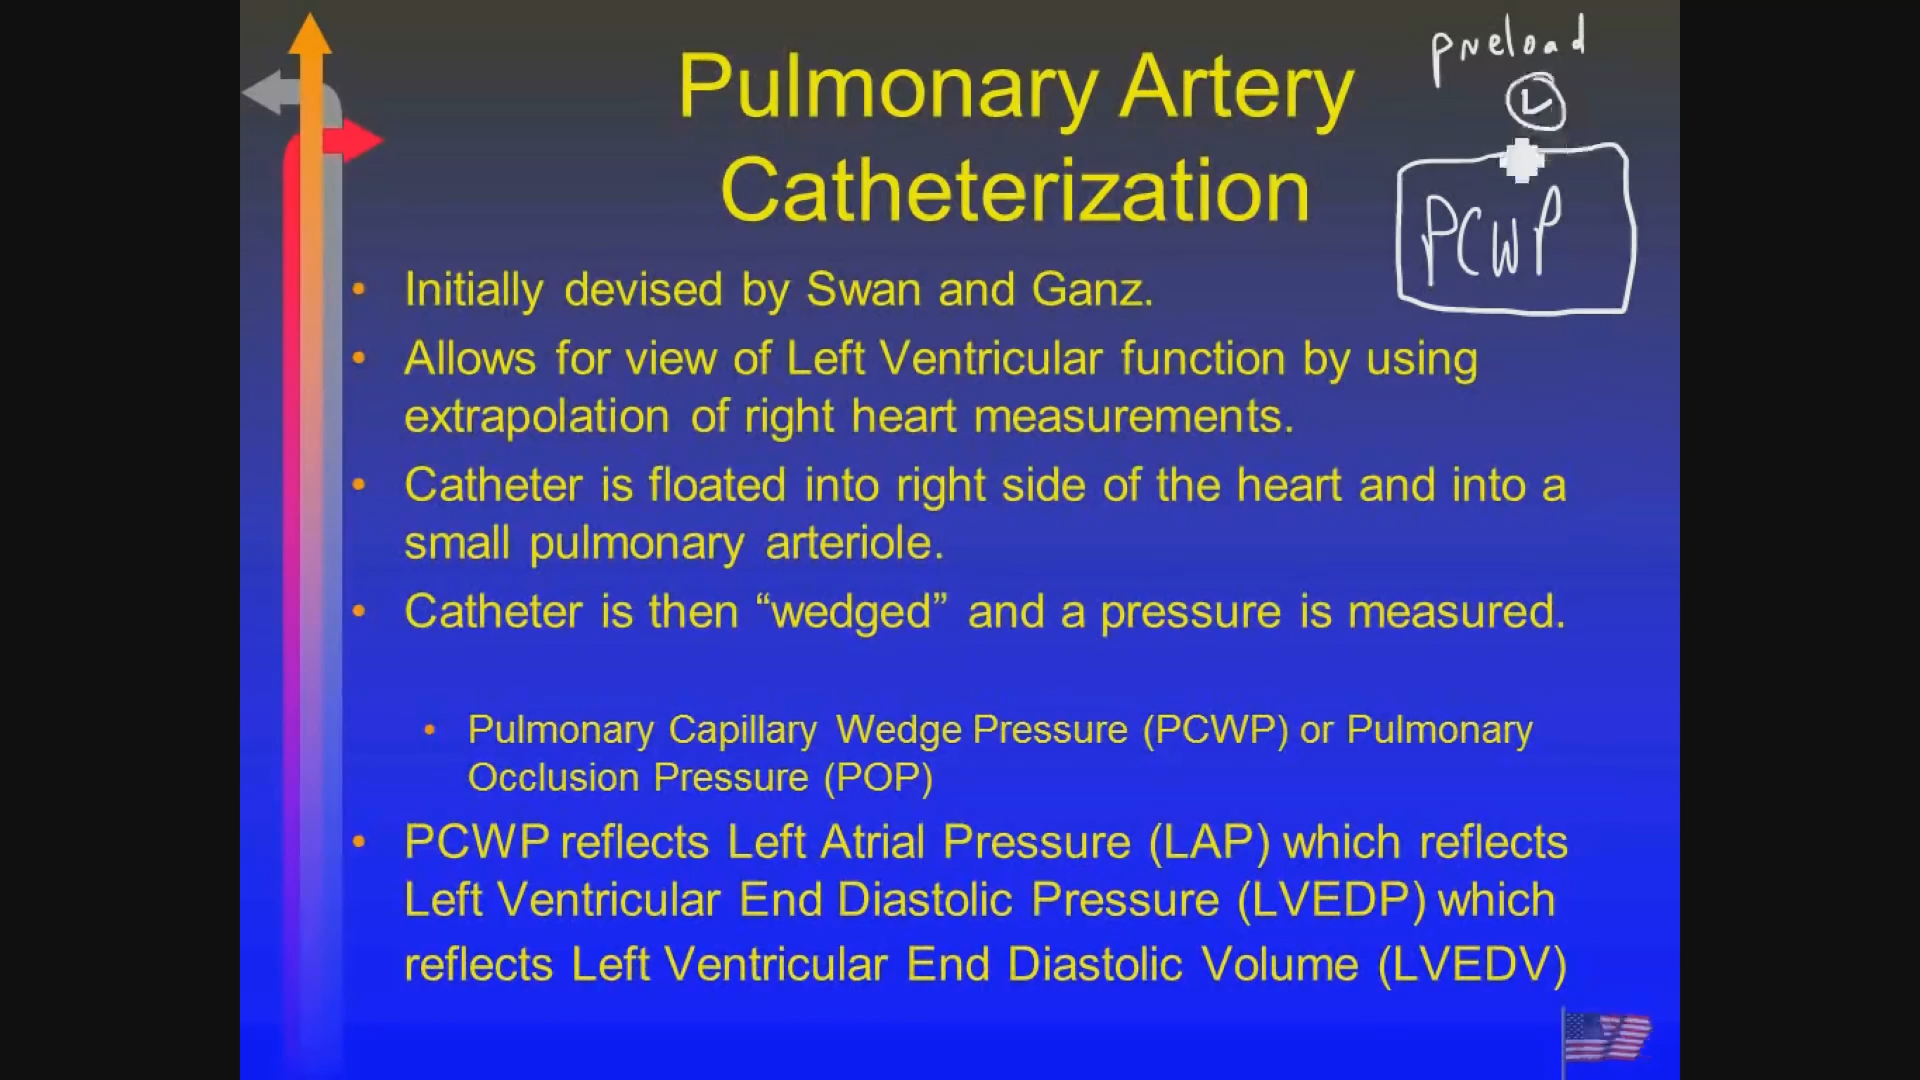 Pulmonary Artery
Catheterization
preload
L
PCWP
• Initially devised by Swan and Ganz.
• Allows for view of Left Ventricular function by using
extrapolation of right heart measurements.
• Catheter is floated into right side of the heart and into a
small pulmonary arteriole.
• Catheter is then “wedged” and a pressure is measured.
• Pulmonary Capillary Wedge Pressure (PCWP) or Pulmonary
Occlusion Pressure (POP)
• PCWP reflects Left Atrial Pressure (LAP) which reflects
Left Ventricular End Diastolic Pressure (LVEDP) which
reflects Left Ventricular End Diastolic Volume (LVEDV)